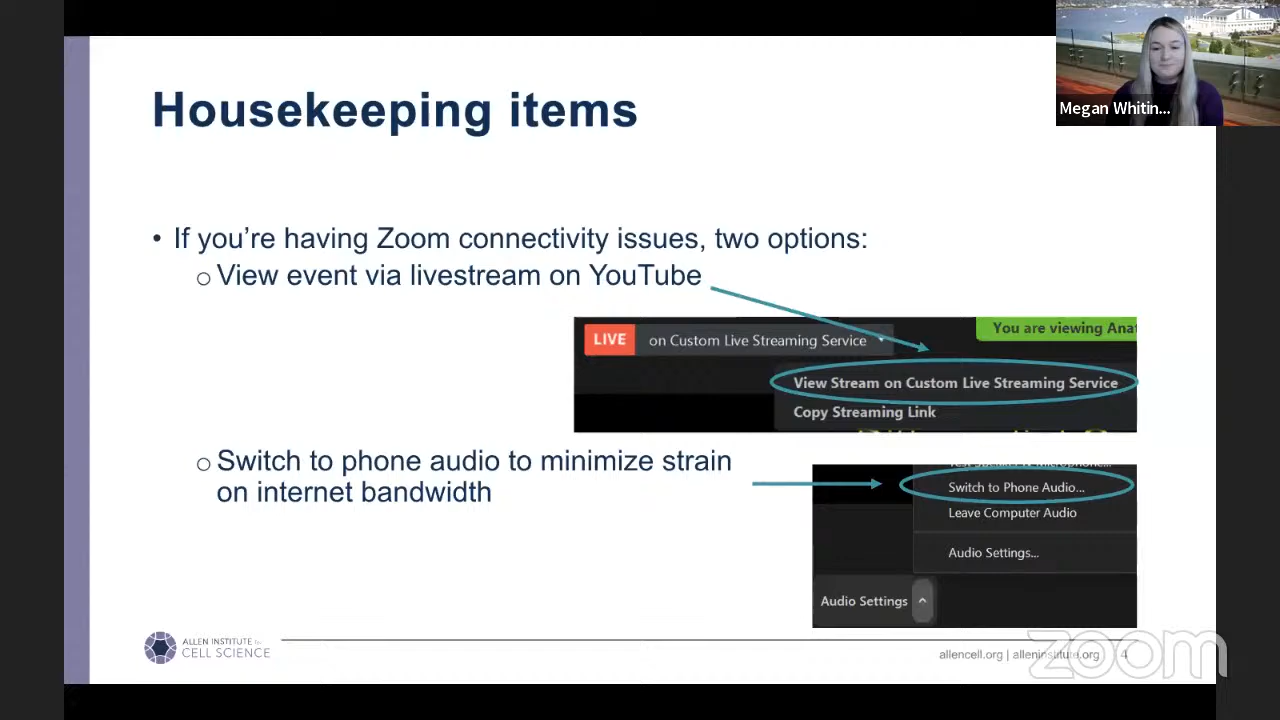 Housekeeping items
Megan Whitin...
• If you’re having Zoom connectivity issues, two options:
o View event via livestream on YouTube
LIVE on Custom Live Streaming Service
You are viewing Anat
View Stream on Custom Live Streaming Service
Copy Streaming Link
o Switch to phone audio to minimize strain
on internet bandwidth
Switch to Phone Audio...
Leave Computer Audio
Audio Settings...
Audio Settings
ALLEN INSTITUTE for
CELL SCIENCE
allencell.org | alleninstitute.org 4
zoom